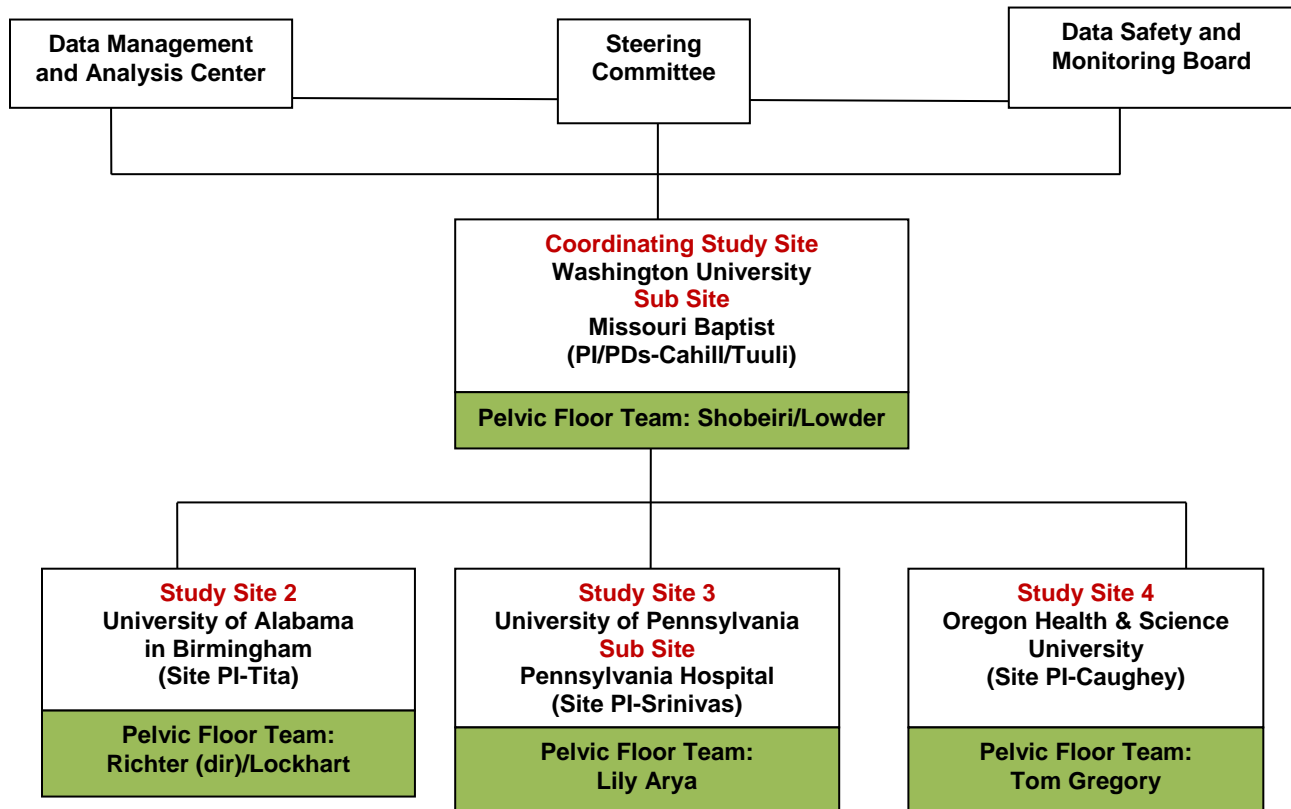 Data Management
and Analysis Center
Steering
Committee
Data Safety and
Monitoring Board
Coordinating Study Site
Washington University
Sub Site
Missouri Baptist
(PI/PDs-Cahill/Tuuli)
Pelvic Floor Team: Shobeiri/Lowder
Study Site 2
University of Alabama
in Birmingham
(Site PI-Tita)
Pelvic Floor Team:
Richter (dir)/Lockhart
Study Site 3
University of Pennsylvania
Sub Site
Pennsylvania Hospital
(Site PI-Srinivas)
Pelvic Floor Team:
Lily Arya
Study Site 4
Oregon Health & Science
University
(Site PI-Caughey)
Pelvic Floor Team:
Tom Gregory